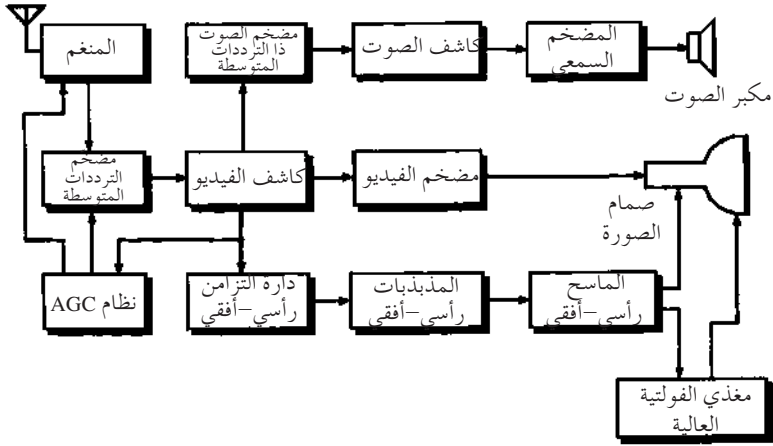 المنغم
مضخم الصوت
ذا الترددات
المتوسطة
كاشف الصوت
المضخم
السمعي
مكبر الصوت
مضخم
الترددات
المتوسطة
كاشف الفيديو
مضخم الفيديو
صمام
الصورة
نظام AGC
دارة التزامن
رأسي–أفقي
المذبذبات
رأسي–أفقي
الماسح
رأسي–أفقي
مغذي الفولتية
العالية